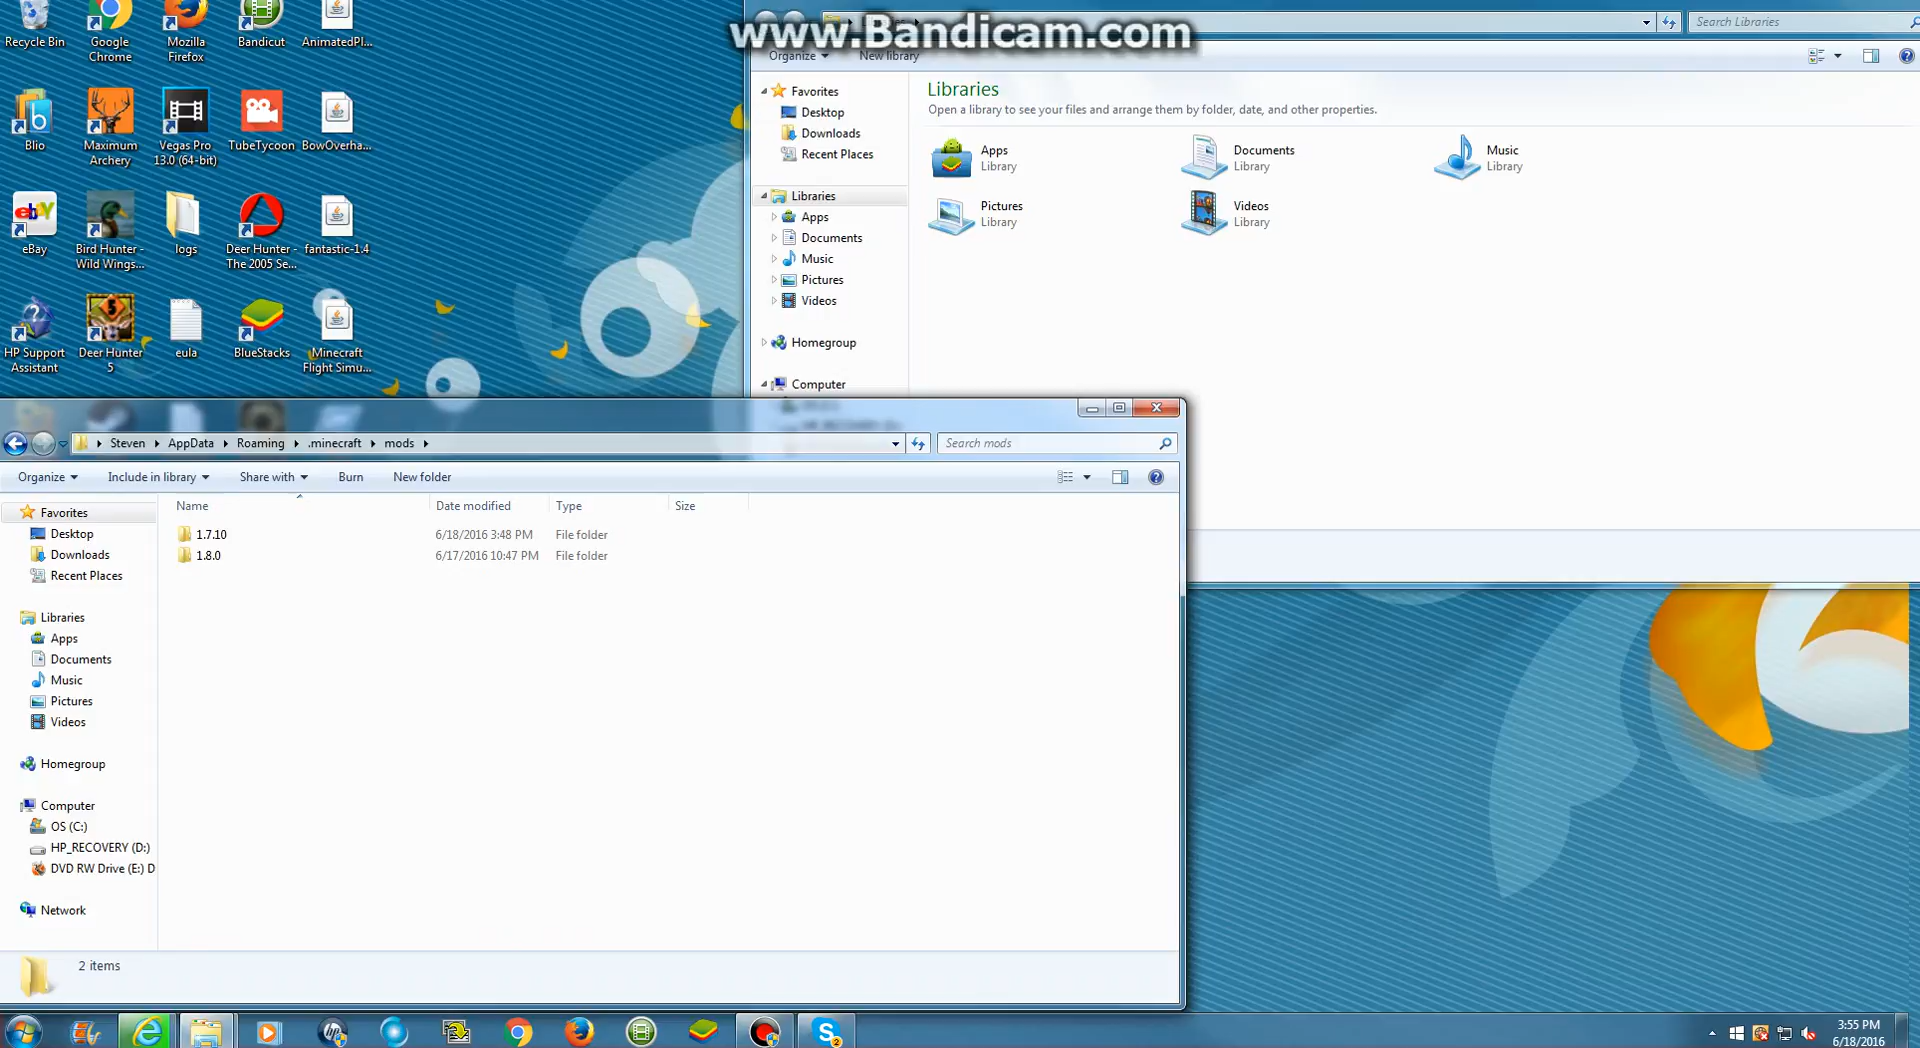 www.Bandicam.com
Recycle Bin
Google Chrome
Mozilla Firefox
Bandicut
AnimatedPl...
Blio
Maximum Archery
Vegas Pro 13.0 (64-bit)
TubeTycoon
BowOverha...
eBay
Bird Hunter - Wild Wings...
logs
Deer Hunter - The 2005 Se...
fantastic-1.4
HP Support Assistant
Deer Hunter 5
eula
BlueStacks
Minecraft Flight Simu...
Search Libraries
Organize
New library
Favorites
Desktop
Downloads
Recent Places
Libraries
Apps
Documents
Music
Pictures
Videos
Homegroup
Computer
Libraries
Open a library to see your files and arrange them by folder, date, and other properties.
Apps
Library
Documents
Library
Music
Library
Pictures
Library
Videos
Library
Steven
AppData
Roaming
.minecraft
mods
Search mods
Organize
Include in library
Share with
Burn
New folder
Name
Date modified
Type
Size
1.7.10
6/18/2016 3:48 PM
File folder
1.8.0
6/17/2016 10:47 PM
File folder
Favorites
Desktop
Downloads
Recent Places
Libraries
Apps
Documents
Music
Pictures
Videos
Homegroup
Computer
OS (C:)
HP_RECOVERY (D:)
DVD RW Drive (E:) D
Network
2 items
3:55 PM
6/18/2016